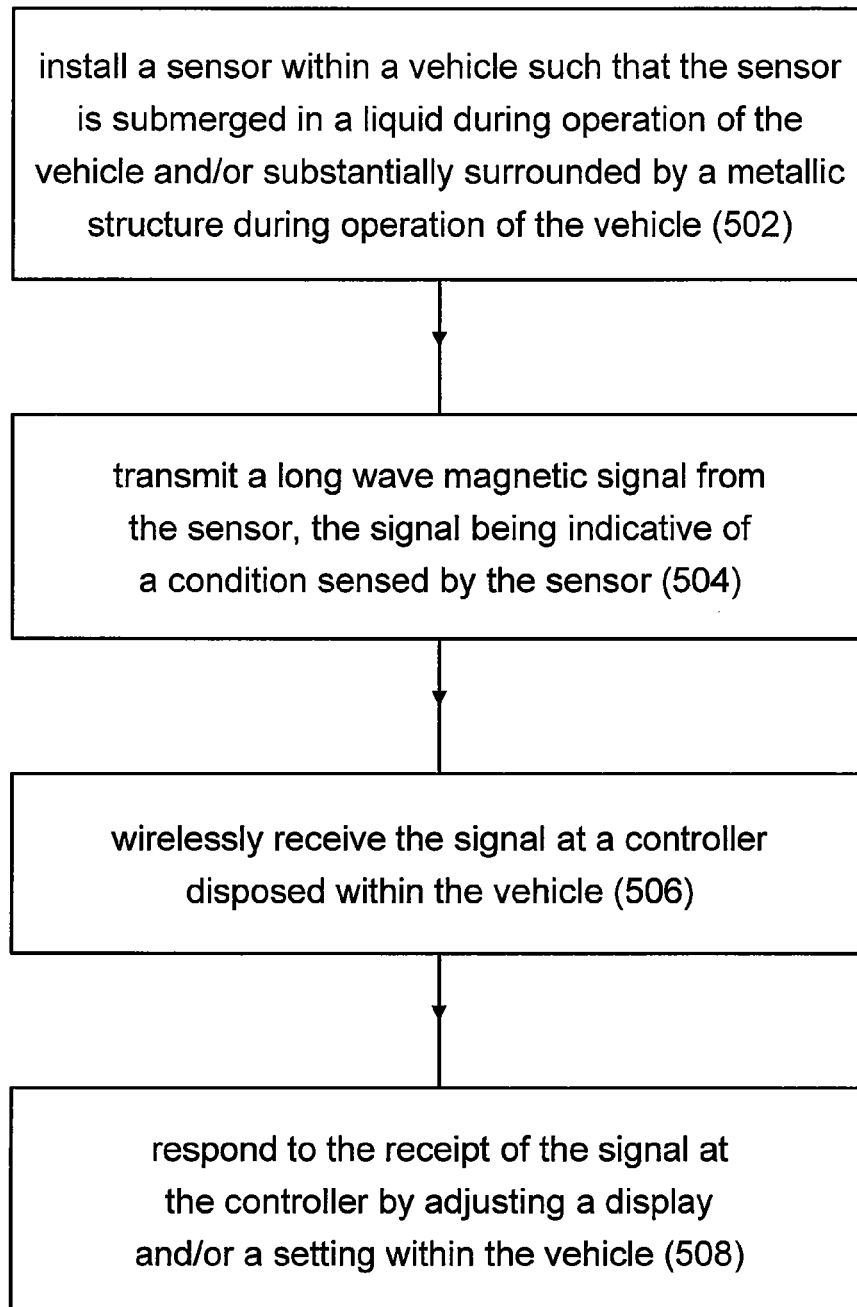 install a sensor within a vehicle such that the sensor
is submerged in a liquid during operation of the
vehicle and/or substantially surrounded by a metallic
structure during operation of the vehicle (502)
transmit a long wave magnetic signal from
the sensor, the signal being indicative of
a condition sensed by the sensor (504)
wirelessly receive the signal at a controller
disposed within the vehicle (506)
respond to the receipt of the signal at
the controller by adjusting a display
and/or a setting within the vehicle (508)